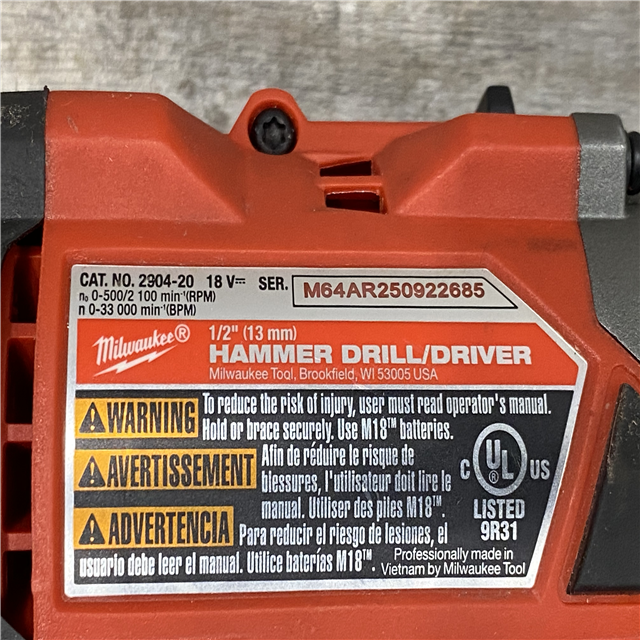 CAT. NO. 2904-20 18 V⎓ SER. M64AR250922685
n₀ 0-500/2 100 min⁻¹(RPM)
n 0-33 000 min⁻¹(BPM)
Milwaukee®
1/2" (13 mm)
HAMMER DRILL/DRIVER
Milwaukee Tool, Brookfield, WI 53005 USA
⚠WARNING To reduce the risk of injury, user must read operator's manual.
Hold or brace securely. Use M18™ batteries.
⚠AVERTISSEMENT Afin de réduire le risque de
blessures, l'utilisateur doit lire le
manual. Utiliser des piles M18™.
⚠ADVERTENCIA Para reducir el riesgo de lesiones, el
usuario debe leer el manual. Utilice baterías M18™.
C UL® US
LISTED
9R31
Professionally made in
Vietnam by Milwaukee Tool